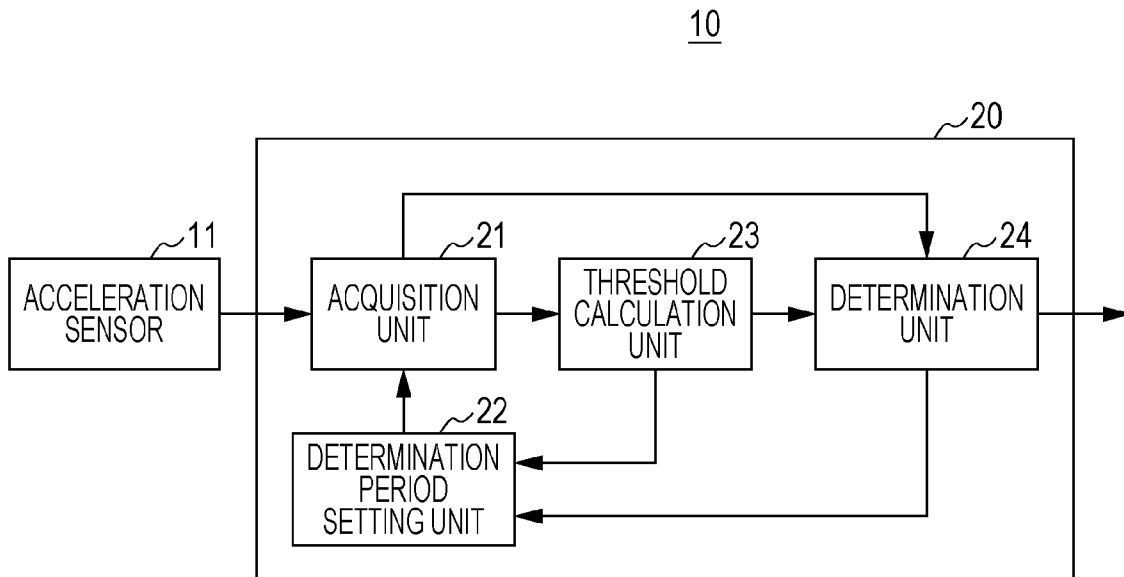 10
20
11
21
23
24
ACCELERATION
SENSOR
ACQUISITION
UNIT
THRESHOLD
CALCULATION
UNIT
DETERMINATION
UNIT
22
DETERMINATION
PERIOD
SETTING UNIT